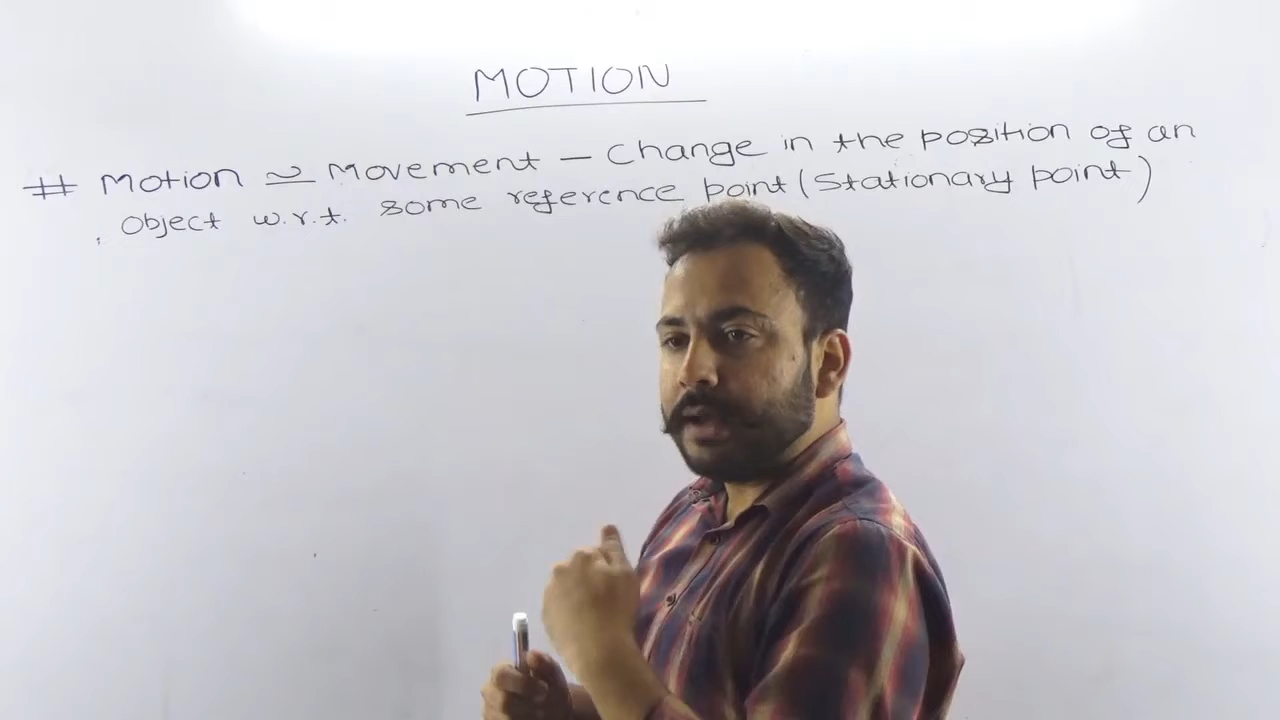 MOTION
# Motion ≃ Movement – Change in the position of an
object w.r.t. some reference point (Stationary point)